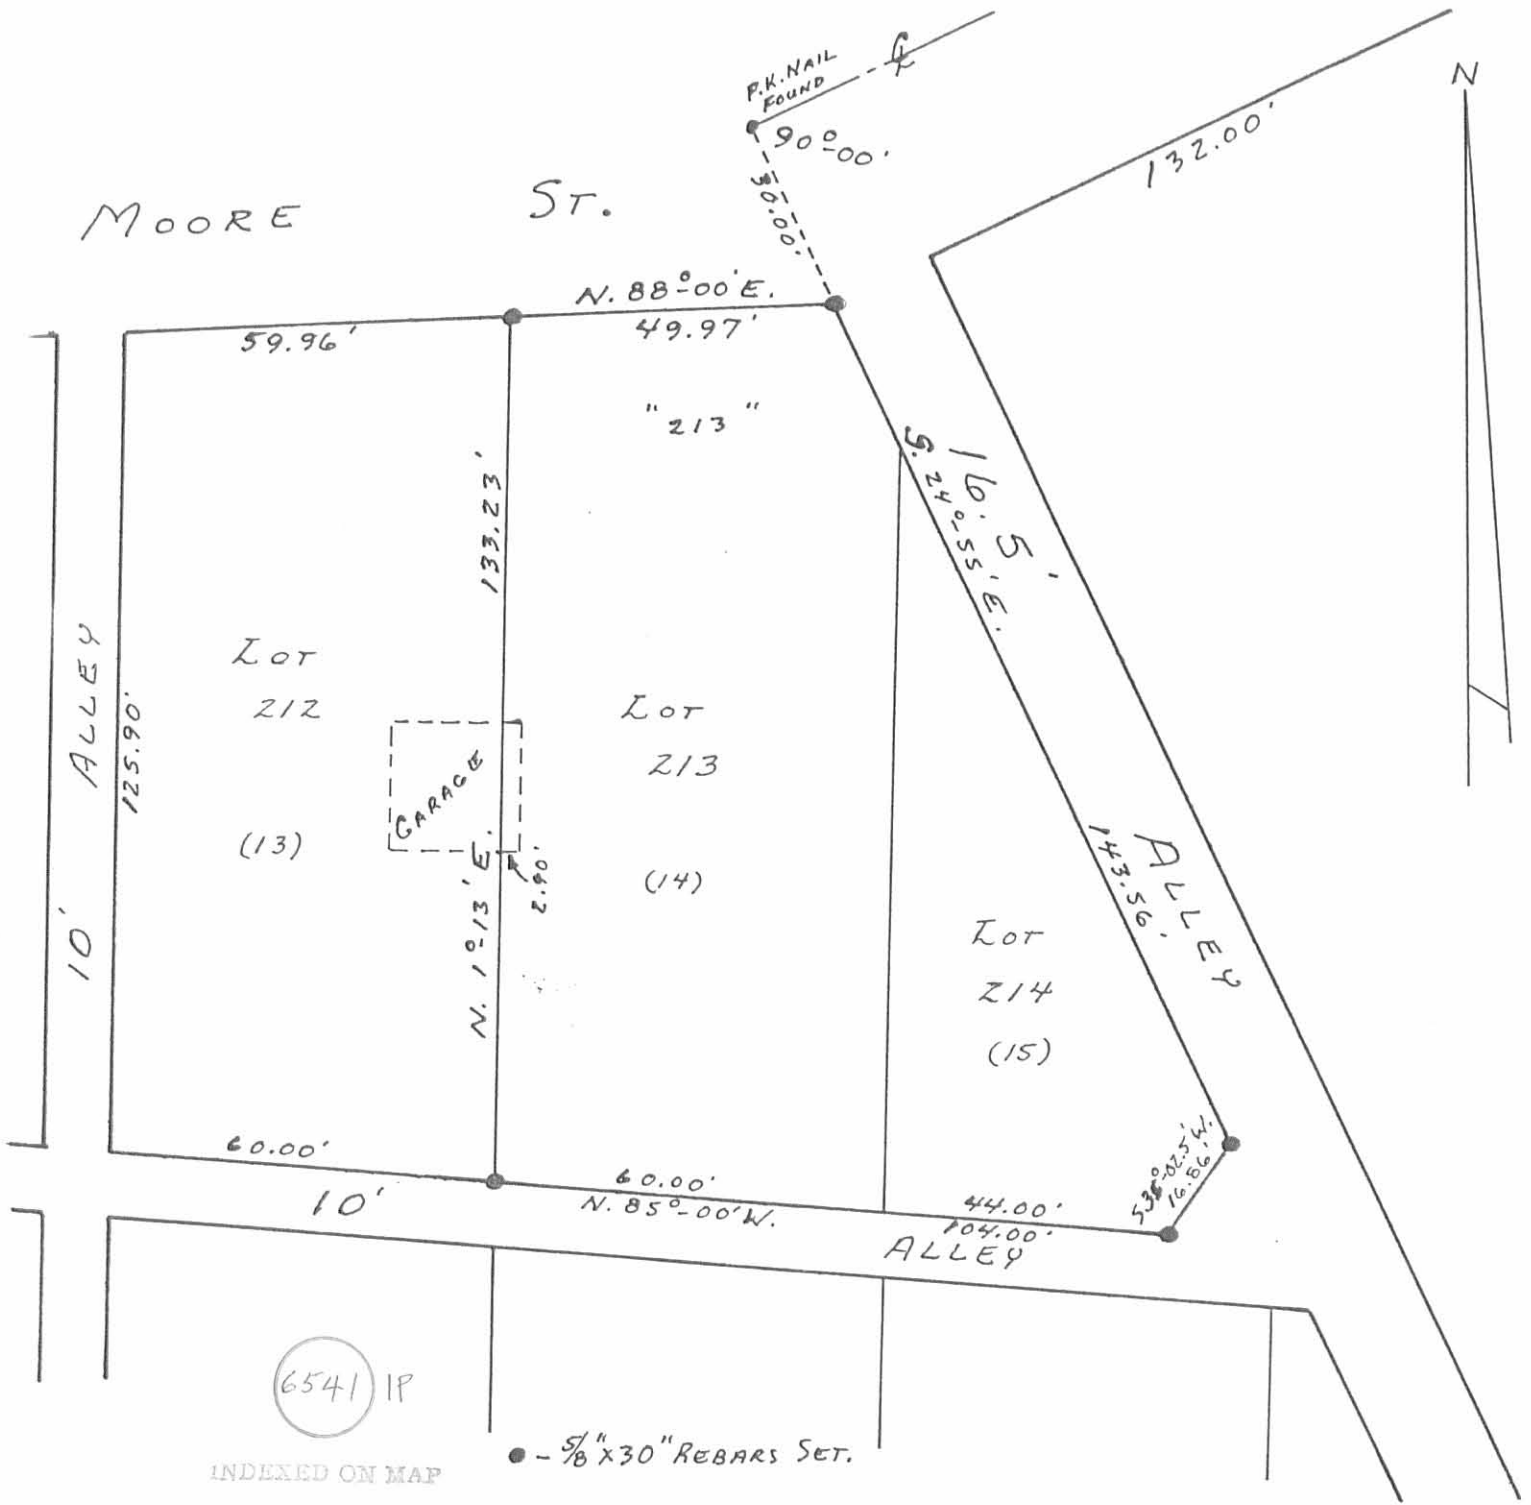 P.K. NAIL
FOUND
℄
N
90°-00'
132.00'
30.00'
MOORE ST.
N. 88°-00' E.
59.96'
49.97'
"213"
16.5'
S. 24°-55' E.
133.23'
ALLEY
10'
125.90'
LOT
212
(13)
GARAGE
2.90'
LOT
213
(14)
N. 1°-13' E.
ALLEY
143.56'
LOT
214
(15)
60.00'
10'
60.00'
N. 85°-00' W.
44.00'
104.00'
ALLEY
16.56'
6541 IP
INDEXED ON MAP
● - 5/8" X 30" REBARS SET.